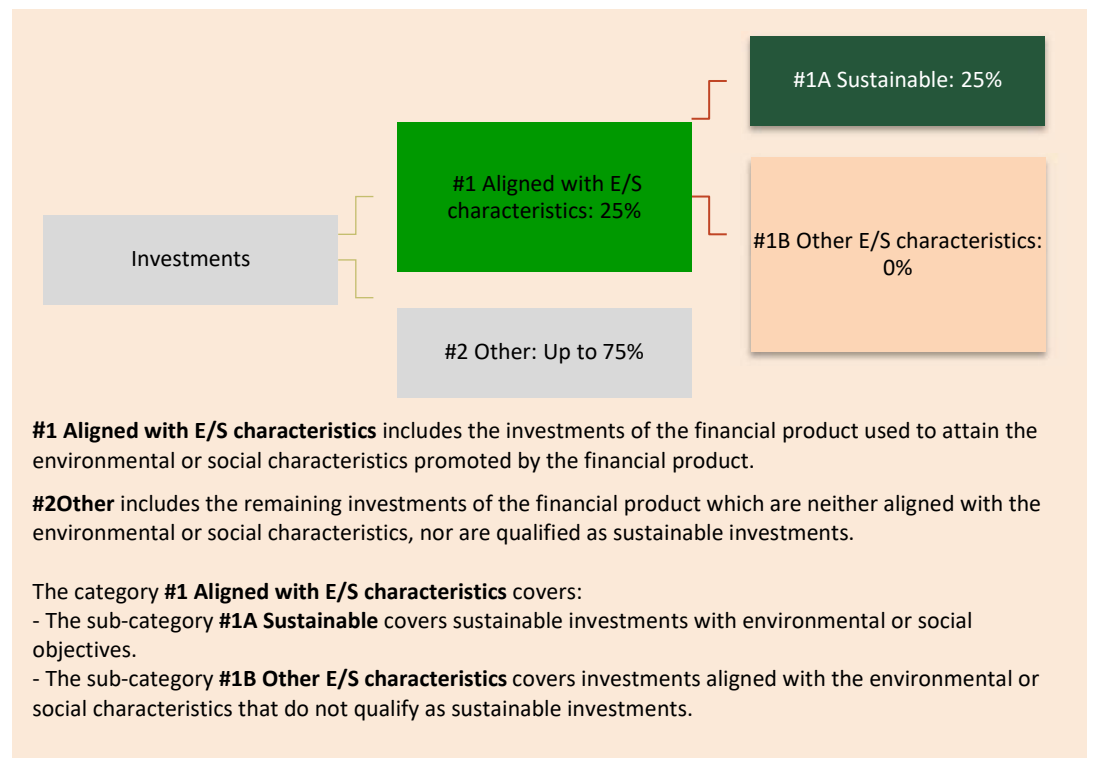 #1A Sustainable: 25%
#1 Aligned with E/S
characteristics: 25%
#1B Other E/S characteristics:
0%
Investments
#2 Other: Up to 75%
#1 Aligned with E/S characteristics includes the investments of the financial product used to attain the
environmental or social characteristics promoted by the financial product.
#2Other includes the remaining investments of the financial product which are neither aligned with the
environmental or social characteristics, nor are qualified as sustainable investments.
The category #1 Aligned with E/S characteristics covers:
- The sub-category #1A Sustainable covers sustainable investments with environmental or social
objectives.
- The sub-category #1B Other E/S characteristics covers investments aligned with the environmental or
social characteristics that do not qualify as sustainable investments.